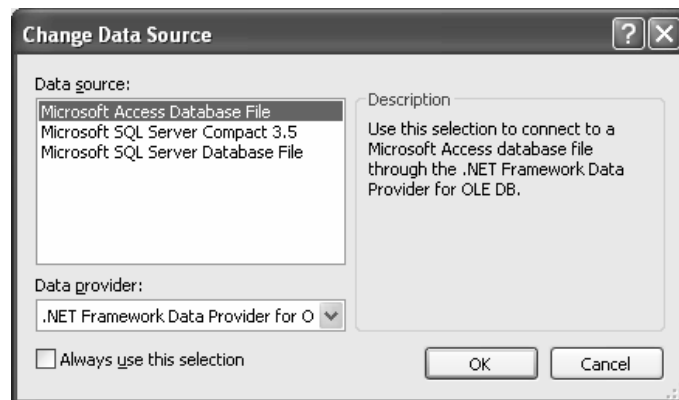 Change Data Source
?
Data source:
Microsoft Access Database File
Microsoft SQL Server Compact 3.5
Microsoft SQL Server Database File
Description
Use this selection to connect to a
Microsoft Access database file
through the .NET Framework Data
Provider for OLE DB.
Data provider:
.NET Framework Data Provider for O
Always use this selection
OK
Cancel